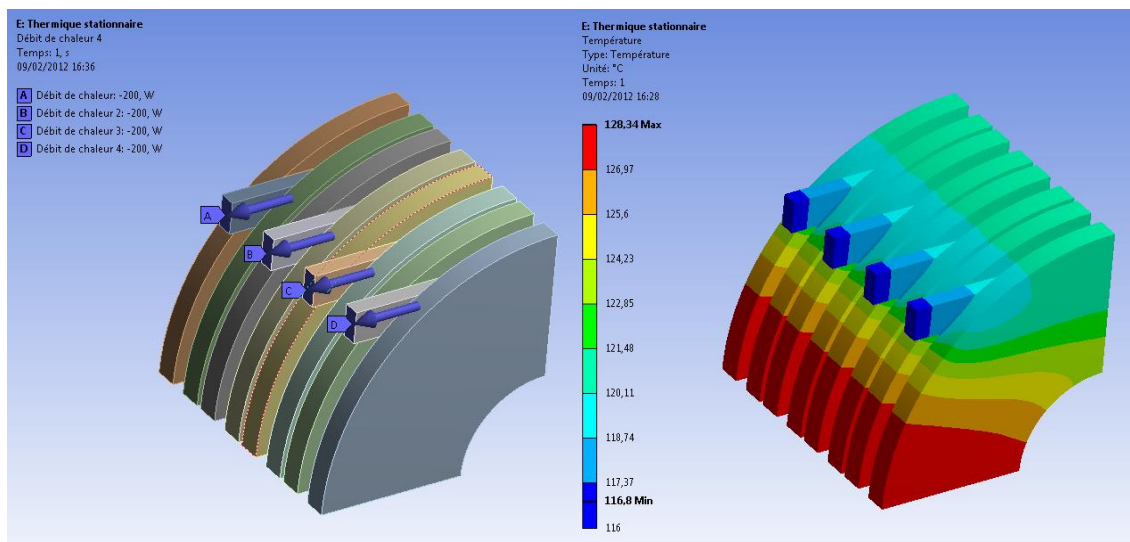 E: Thermique stationnaire
Débit de chaleur 4
Temps: 1, s
09/02/2012 16:36
A Débit de chaleur: -200, W
B Débit de chaleur 2: -200, W
C Débit de chaleur 3: -200, W
D Débit de chaleur 4: -200, W
A
B
C
D
E: Thermique stationnaire
Température
Type: Température
Unité: °C
Temps: 1
09/02/2012 16:28
128,34 Max
126,97
125,6
124,23
122,85
121,48
120,11
118,74
117,37
116,8 Min
116